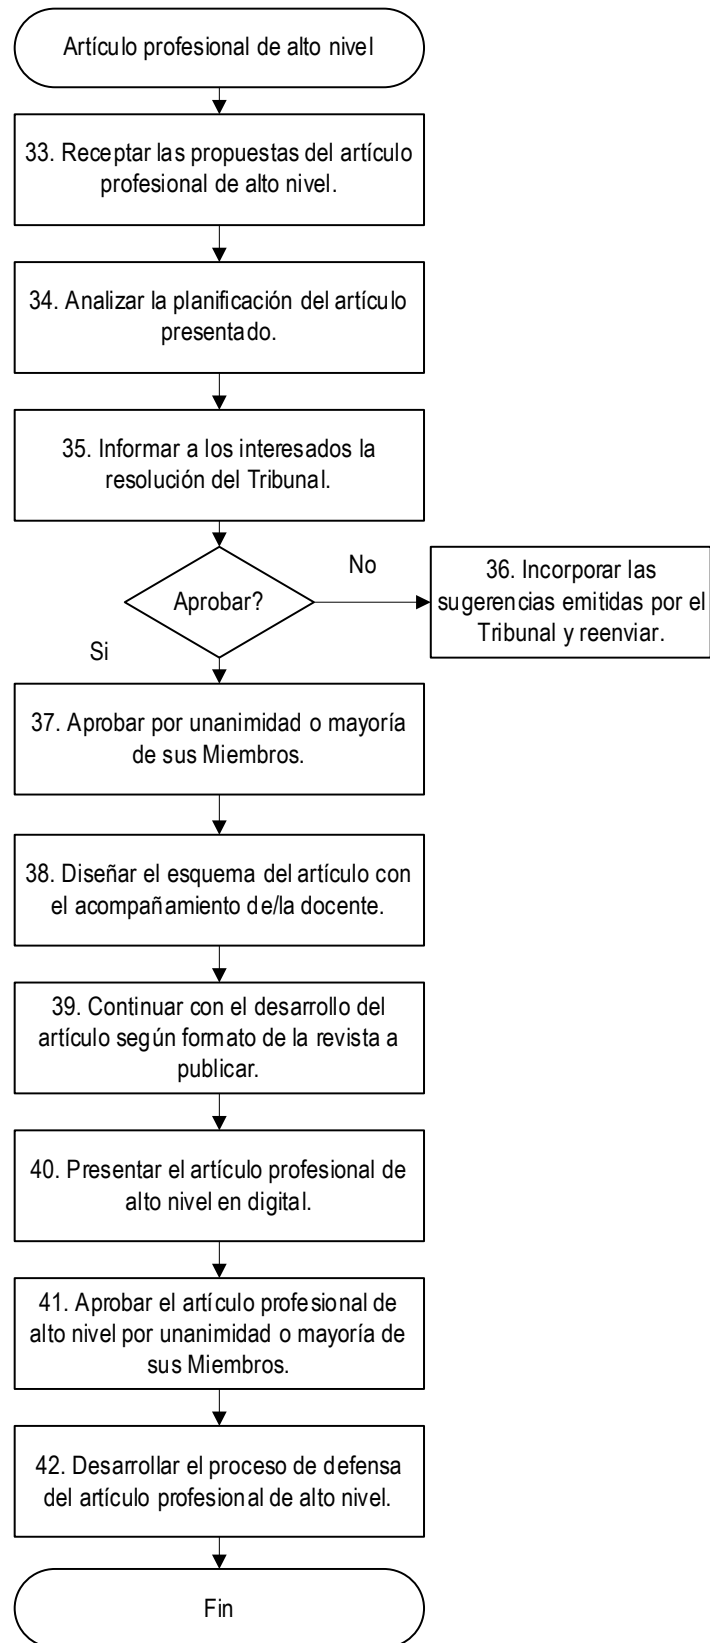 Artículo profesional de alto nivel
33. Receptar las propuestas del artículo
profesional de alto nivel.
34. Analizar la planificación del artículo
presentado.
35. Informar a los interesados la
resolución del Tribunal.
Aprobar?
No
36. Incorporar las
sugerencias emitidas por el
Tribunal y reenviar.
Si
37. Aprobar por unanimidad o mayoría
de sus Miembros.
38. Diseñar el esquema del artículo con
el acompañamiento de/la docente.
39. Continuar con el desarrollo del
artículo según formato de la revista a
publicar.
40. Presentar el artículo profesional de
alto nivel en digital.
41. Aprobar el artículo profesional de
alto nivel por unanimidad o mayoría de
sus Miembros.
42. Desarrollar el proceso de defensa
del artículo profesional de alto nivel.
Fin